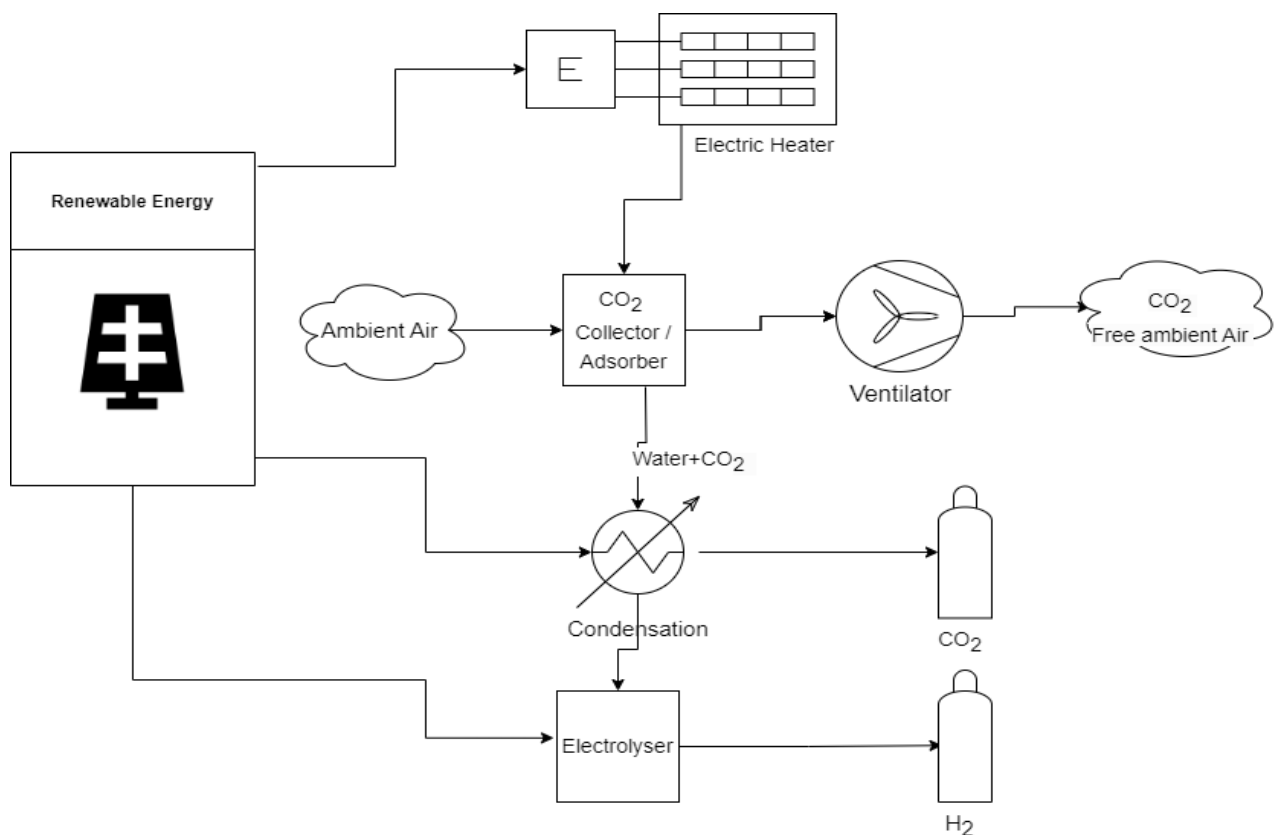 E
Electric Heater
Renewable Energy
Ambient Air
CO₂
Collector /
Adsorber
CO₂
Free ambient Air
Ventilator
Water+CO₂
Condensation
CO₂
Electrolyser
H₂